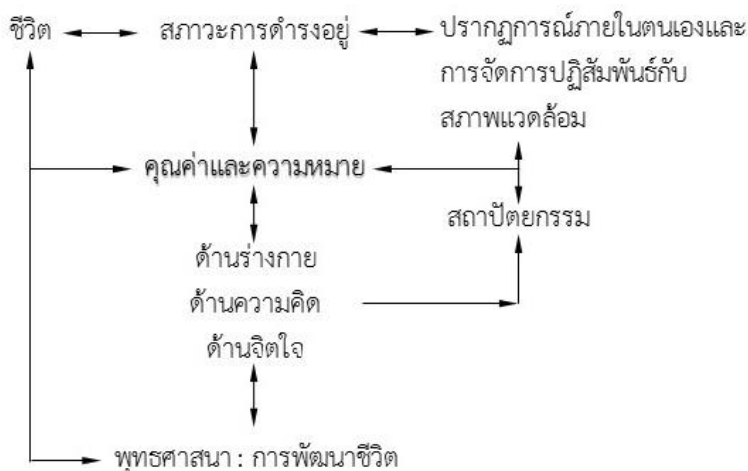 ชีวิต สภาวะการดำรงอยู่ ปรากฏการณ์ภายในตนเองและ
การจัดการปฏิสัมพันธ์กับ
สภาพแวดล้อม
คุณค่าและความหมาย
สถาปัตยกรรม
ด้านร่างกาย
ด้านความคิด
ด้านจิตใจ
พุทธศาสนา : การพัฒนาชีวิต